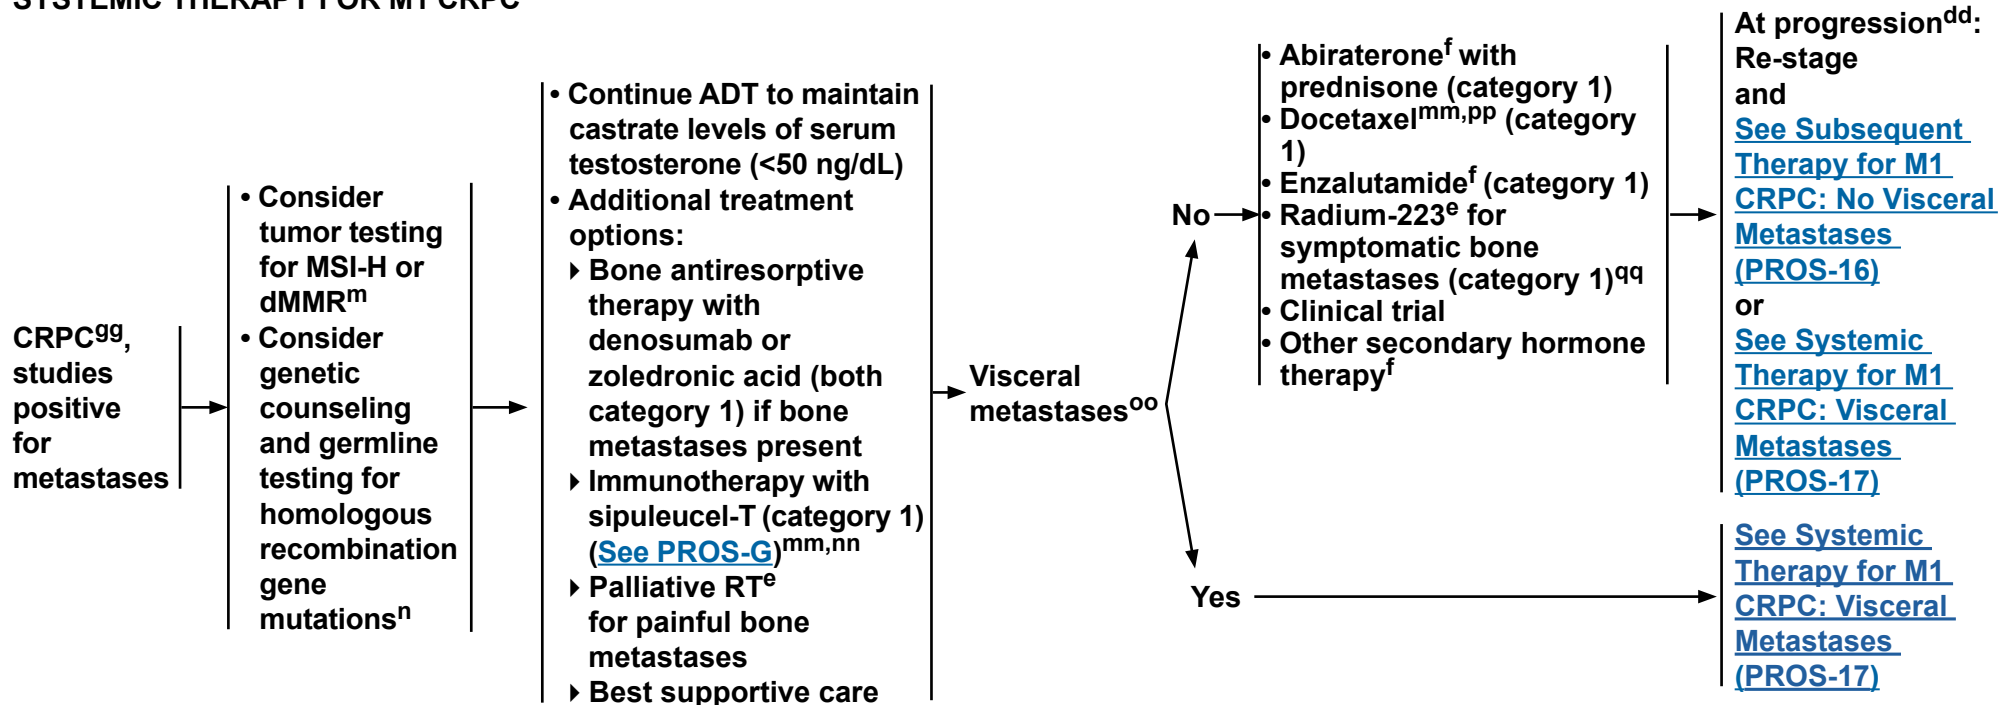 SYSTEMIC THERAPY FOR M1 CRPC
CRPCgg,
studies
positive
for
metastases
• Consider
tumor testing
for MSI-H or
dMMRm
• Consider
genetic
counseling
and germline
testing for
homologous
recombination
gene
mutationsn
• Continue ADT to maintain
castrate levels of serum
testosterone (<50 ng/dL)
• Additional treatment
options:
▸ Bone antiresorptive
therapy with
denosumab or
zoledronic acid (both
category 1) if bone
metastases present
▸ Immunotherapy with
sipuleucel-T (category 1)
(See PROS-G)mm,nn
▸ Palliative RTe
for painful bone
metastases
▸ Best supportive care
Visceral
metastasesoo
No
• Abirateronef with
prednisone (category 1)
• Docetaxelmm,pp (category
1)
• Enzalutamidef (category 1)
• Radium-223e for
symptomatic bone
metastases (category 1)qq
• Clinical trial
• Other secondary hormone
therapyf
At progressiondd:
Re-stage
and
See Subsequent
Therapy for M1
CRPC: No Visceral
Metastases
(PROS-16)
or
See Systemic
Therapy for M1
CRPC: Visceral
Metastases
(PROS-17)
Yes
See Systemic
Therapy for M1
CRPC: Visceral
Metastases
(PROS-17)